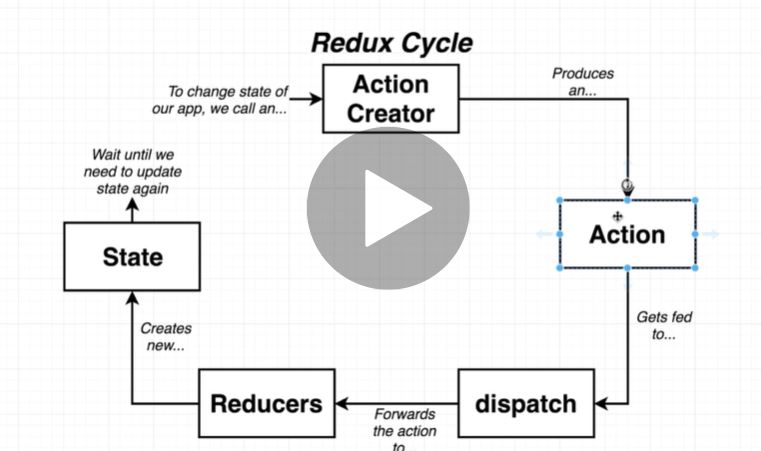 Redux Cycle
To change state of
our app, we call an...
Action
Creator
Produces
an...
Wait until we
need to update
state again
State
Action
Creates
new...
Gets fed
to...
Reducers
Forwards
the action
to...
dispatch